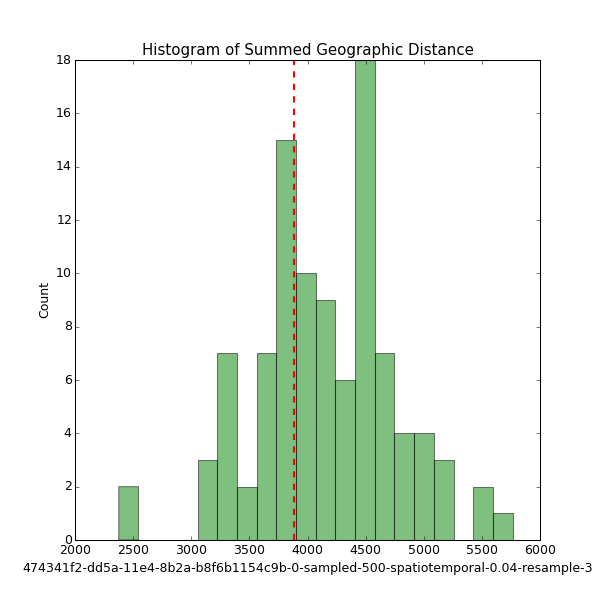 Histogram of Summed Geographic Distance
18
16
14
12
10
8
6
4
2
0
Count
2000 2500 3000 3500 4000 4500 5000 5500 6000
474341f2-dd5a-11e4-8b2a-b8f6b1154c9b-0-sampled-500-spatiotemporal-0.04-resample-3